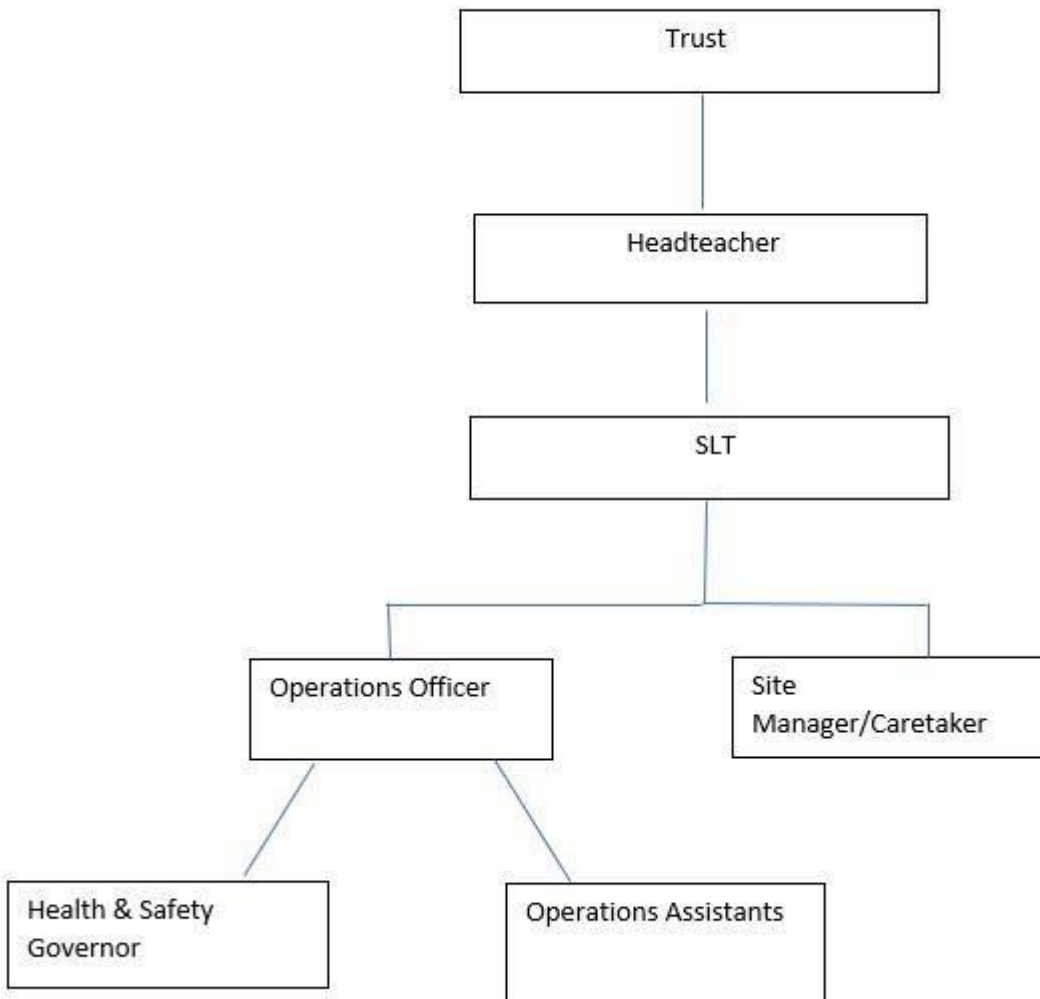 Trust
Headteacher
SLT
Operations Officer
Site
Manager/Caretaker
Health & Safety
Governor
Operations Assistants